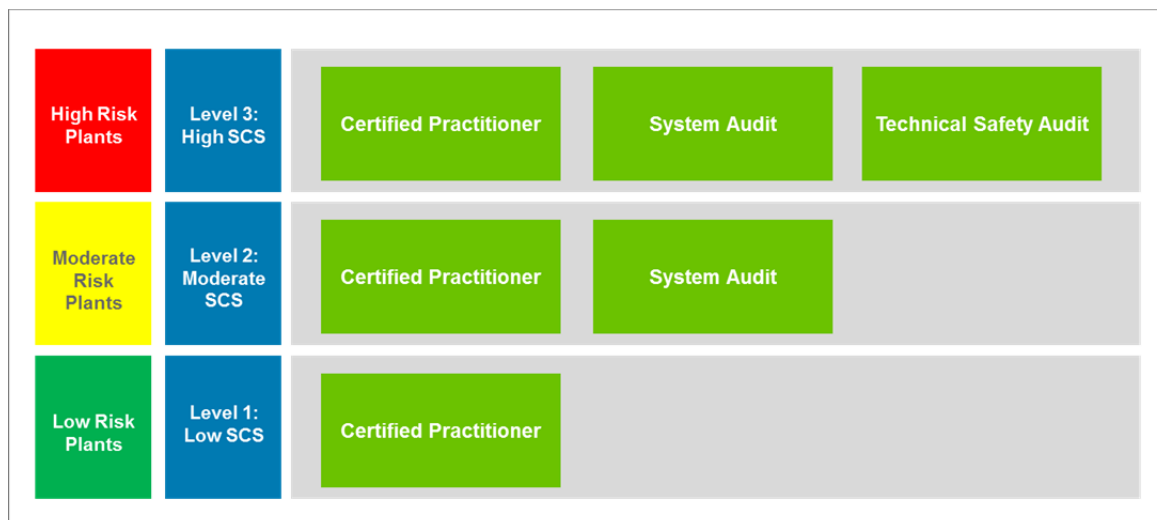 High Risk
Plants
Level 3:
High SCS
Certified Practitioner
System Audit
Technical Safety Audit
Moderate
Risk
Plants
Level 2:
Moderate
SCS
Certified Practitioner
System Audit
Low Risk
Plants
Level 1:
Low SCS
Certified Practitioner